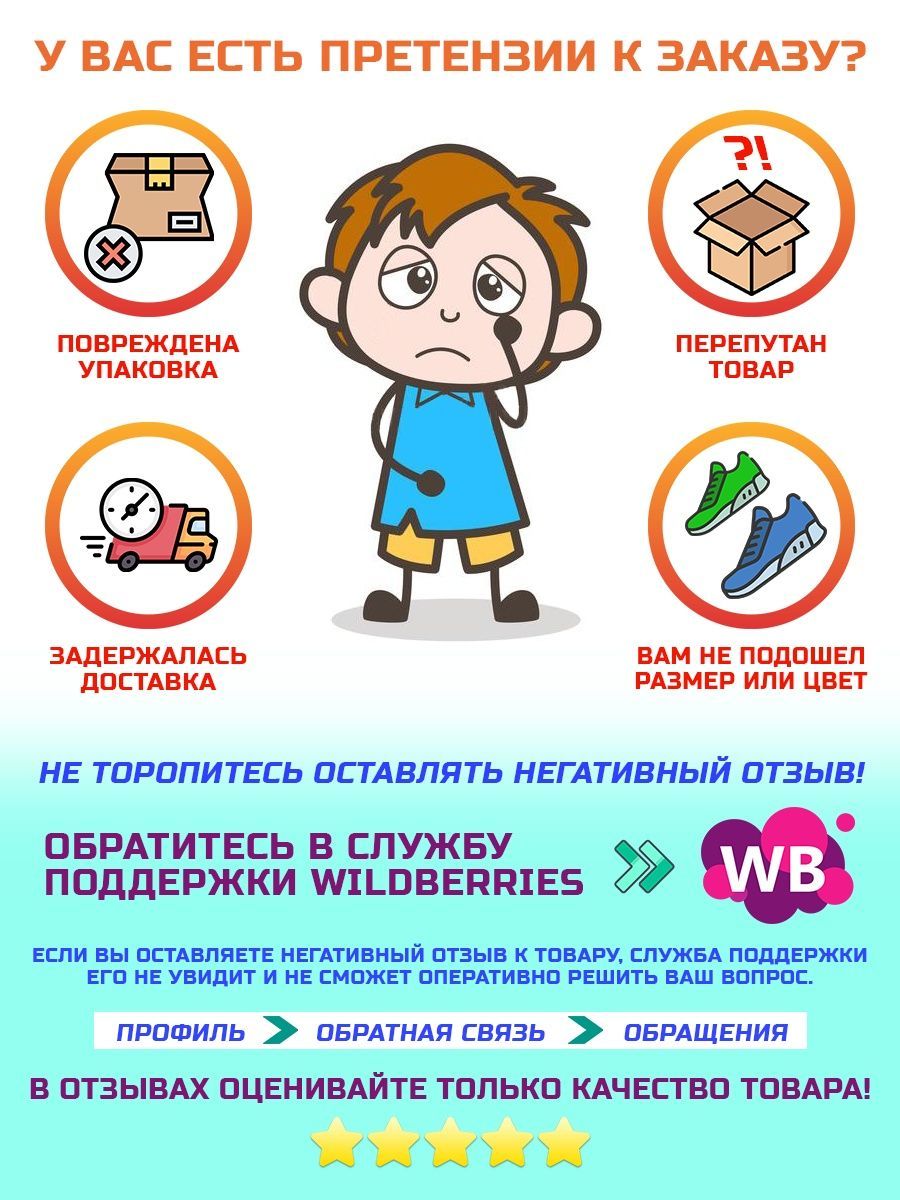 У ВАС ЕСТЬ ПРЕТЕНЗИИ К ЗАКАЗУ?
?!
ПОВРЕЖДЕНА
УПАКОВКА
ПЕРЕПУТАН
ТОВАР
ЗАДЕРЖАЛАСЬ
ДОСТАВКА
ВАМ НЕ ПОДОШЕЛ
РАЗМЕР ИЛИ ЦВЕТ
НЕ ТОРОПИТЕСЬ ОСТАВЛЯТЬ НЕГАТИВНЫЙ ОТЗЫВ!
ОБРАТИТЕСЬ В СЛУЖБУ
ПОДДЕРЖКИ WILDBERRIES
WB
ЕСЛИ ВЫ ОСТАВЛЯЕТЕ НЕГАТИВНЫЙ ОТЗЫВ К ТОВАРУ, СЛУЖБА ПОДДЕРЖКИ
ЕГО НЕ УВИДИТ И НЕ СМОЖЕТ ОПЕРАТИВНО РЕШИТЬ ВАШ ВОПРОС.
ПРОФИЛЬ ОБРАТНАЯ СВЯЗЬ ОБРАЩЕНИЯ
В ОТЗЫВАХ ОЦЕНИВАЙТЕ ТОЛЬКО КАЧЕСТВО ТОВАРА!